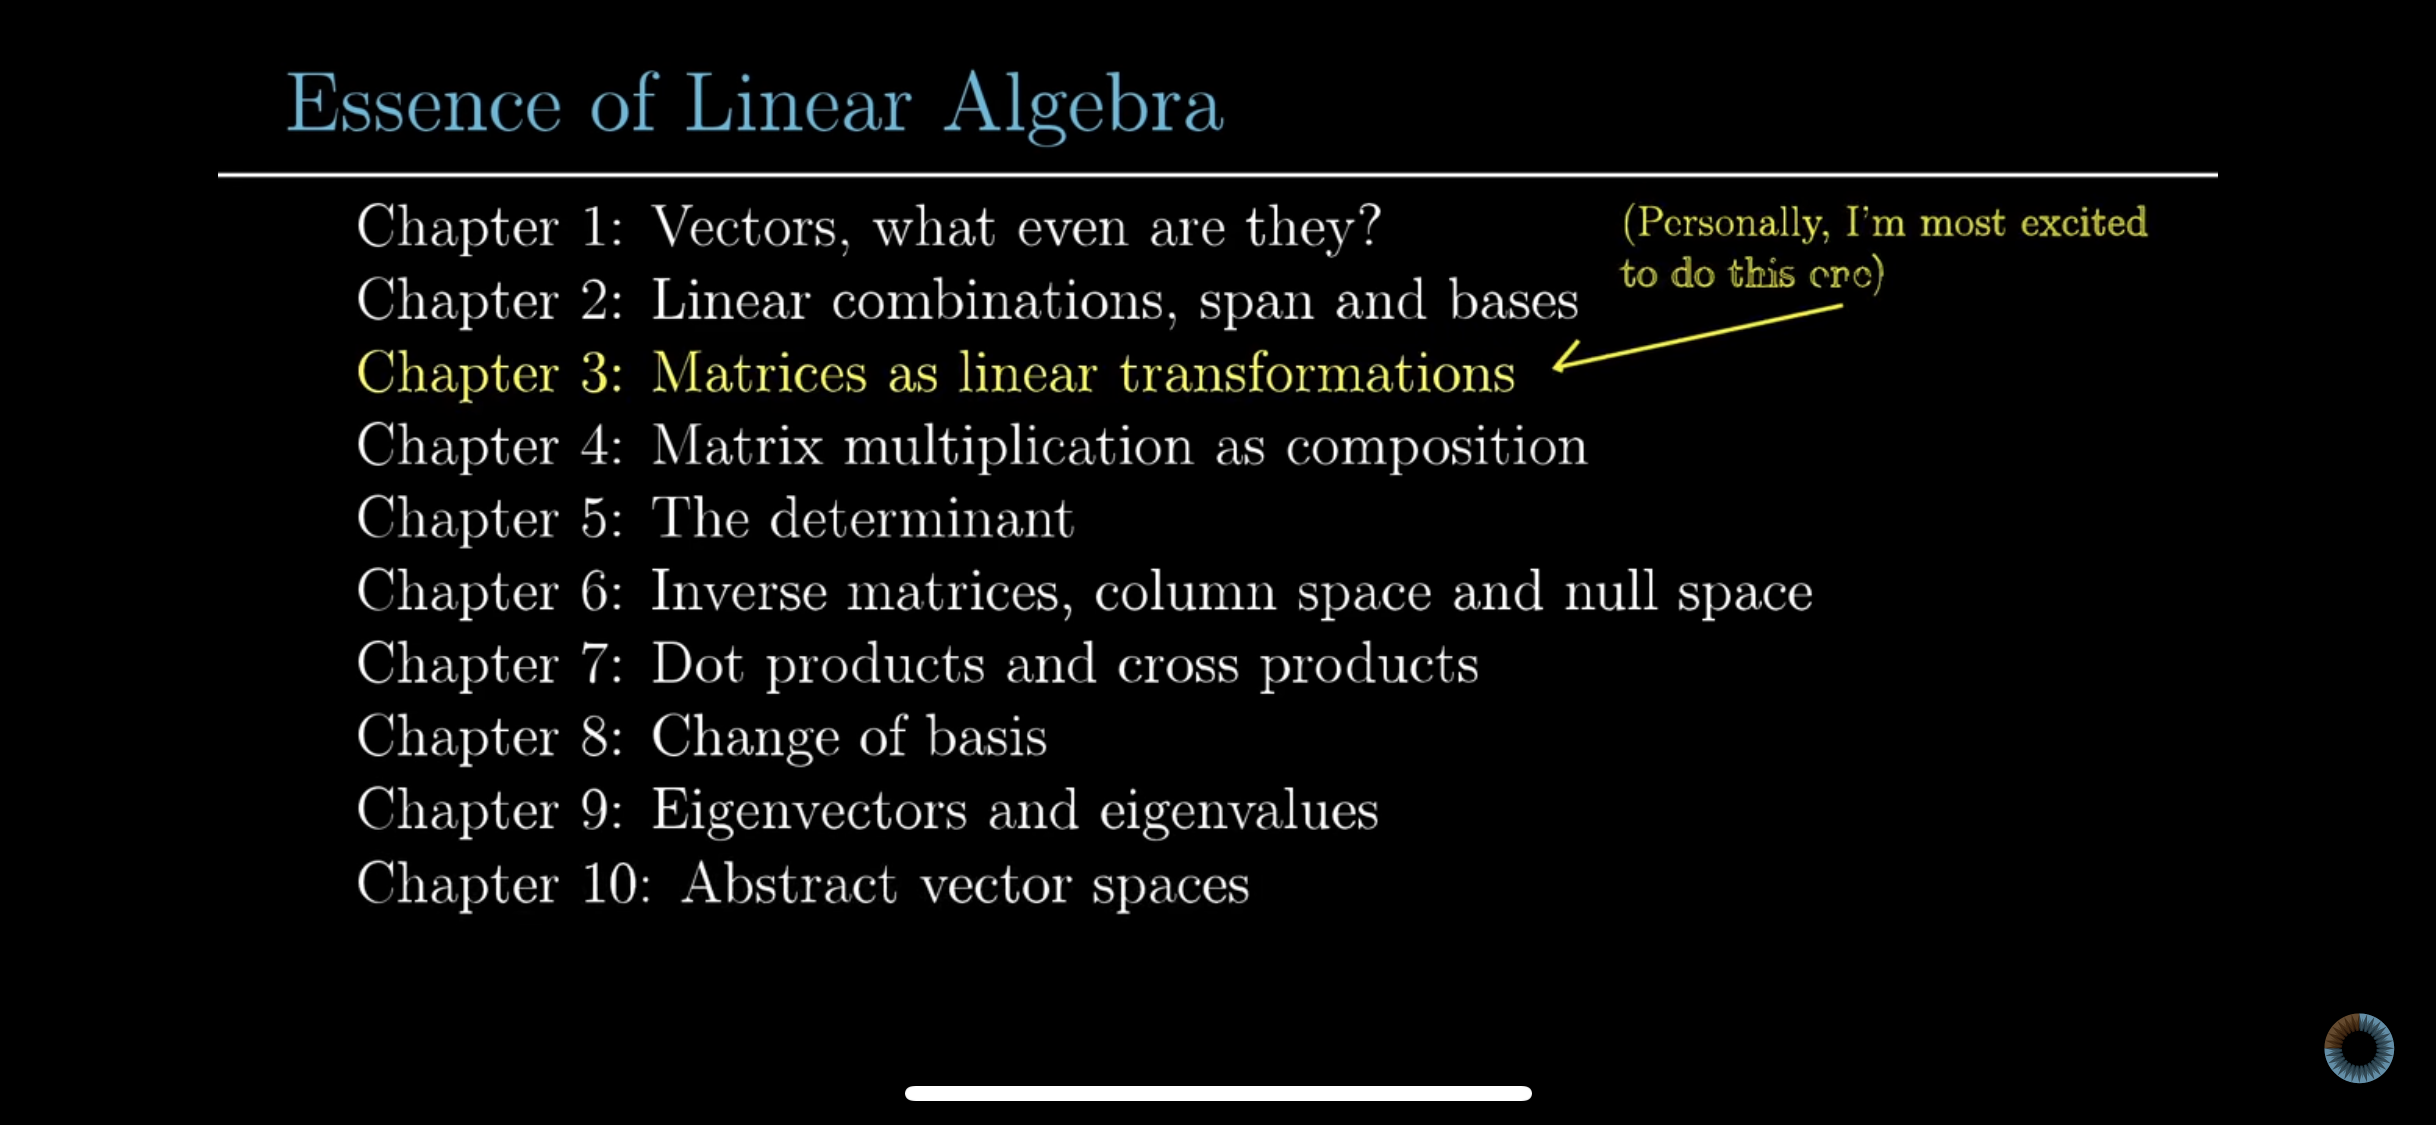 Essence of Linear Algebra
Chapter 1: Vectors, what even are they?
(Personally, I'm most excited
to do this one)
Chapter 2: Linear combinations, span and bases
Chapter 3: Matrices as linear transformations
Chapter 4: Matrix multiplication as composition
Chapter 5: The determinant
Chapter 6: Inverse matrices, column space and null space
Chapter 7: Dot products and cross products
Chapter 8: Change of basis
Chapter 9: Eigenvectors and eigenvalues
Chapter 10: Abstract vector spaces